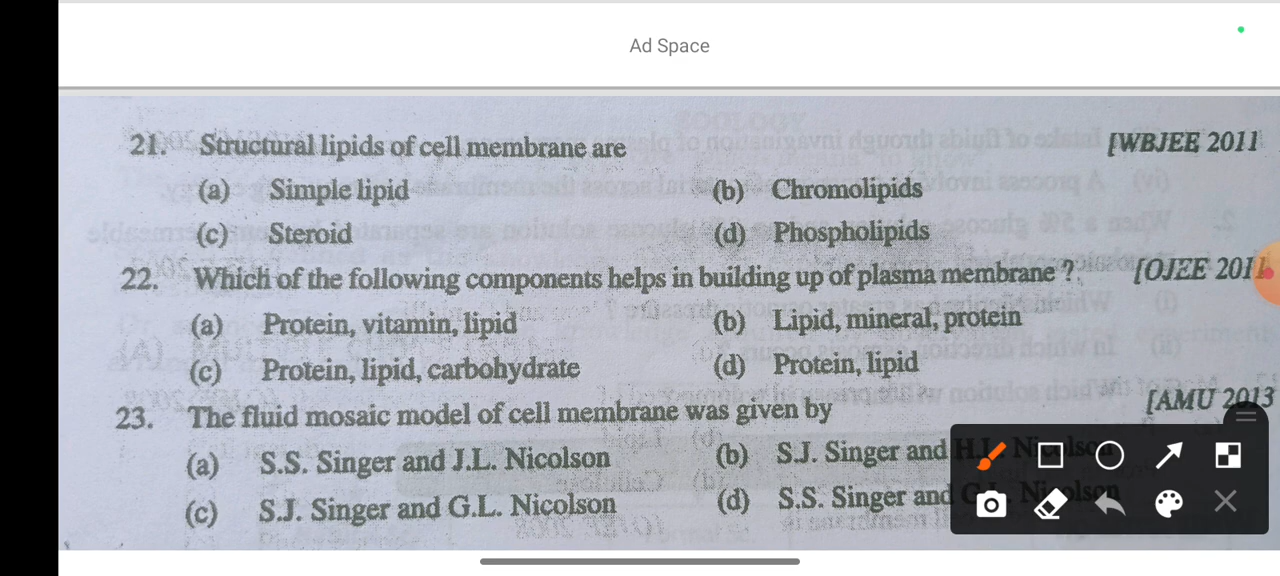 Ad Space
21. Structural lipids of cell membrane are [WBJEE 2011
(a) Simple lipid (b) Chromolipids
(c) Steroid (d) Phospholipids
22. Which of the following components helps in building up of plasma membrane ? [OJEE 2011
(a) Protein, vitamin, lipid (b) Lipid, mineral, protein
(c) Protein, lipid, carbohydrate (d) Protein, lipid
23. The fluid mosaic model of cell membrane was given by [AMU 2013
(a) S.S. Singer and J.L. Nicolson (b) S.J. Singer and H.L. Nicolson
(c) S.J. Singer and G.L. Nicolson (d) S.S. Singer and G.L. Nicolson